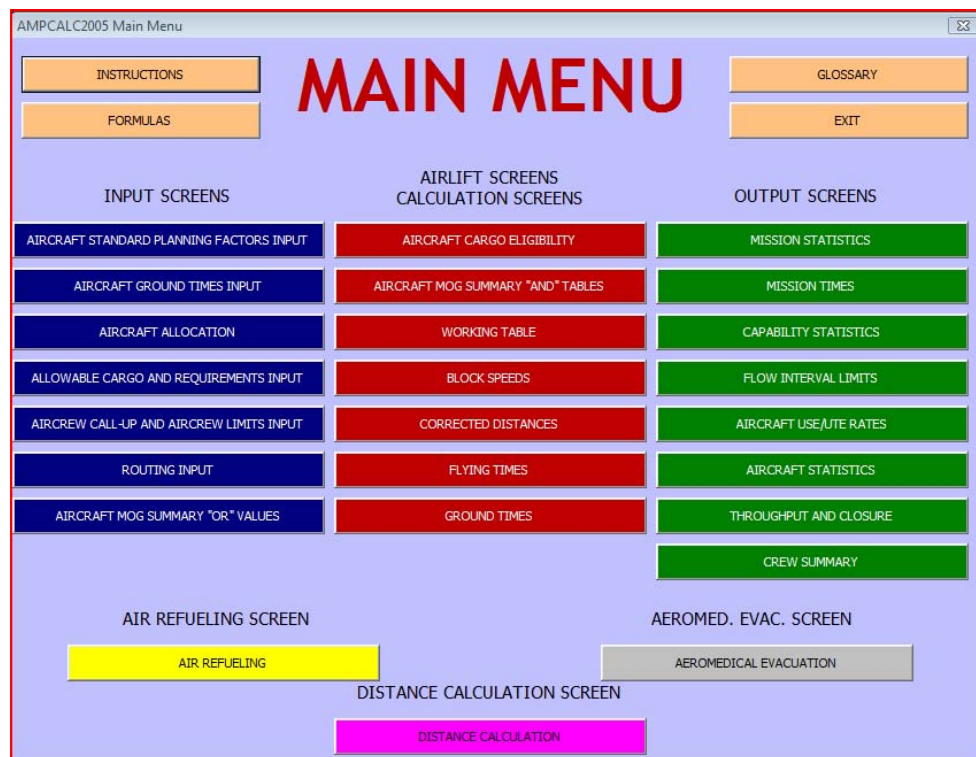 AMPCALC2005 Main Menu
INSTRUCTIONS
MAIN MENU
GLOSSARY
FORMULAS
EXIT
INPUT SCREENS
AIRCRAFT STANDARD PLANNING FACTORS INPUT
AIRCRAFT GROUND TIMES INPUT
AIRCRAFT ALLOCATION
ALLOWABLE CARGO AND REQUIREMENTS INPUT
AIRCREW CALL-UP AND AIRCREW LIMITS INPUT
ROUTING INPUT
AIRCRAFT MOG SUMMARY "OR" VALUES
AIRLIFT SCREENS
CALCULATION SCREENS
AIRCRAFT CARGO ELIGIBILITY
AIRCRAFT MOG SUMMARY "AND" TABLES
WORKING TABLE
BLOCK SPEEDS
CORRECTED DISTANCES
FLYING TIMES
GROUND TIMES
OUTPUT SCREENS
MISSION STATISTICS
MISSION TIMES
CAPABILITY STATISTICS
FLOW INTERVAL LIMITS
AIRCRAFT USE/UTE RATES
AIRCRAFT STATISTICS
THROUGHPUT AND CLOSURE
CREW SUMMARY
AIR REFUELING SCREEN
AIR REFUELING
AEROMED. EVAC. SCREEN
AEROMEDICAL EVACUATION
DISTANCE CALCULATION SCREEN
DISTANCE CALCULATION